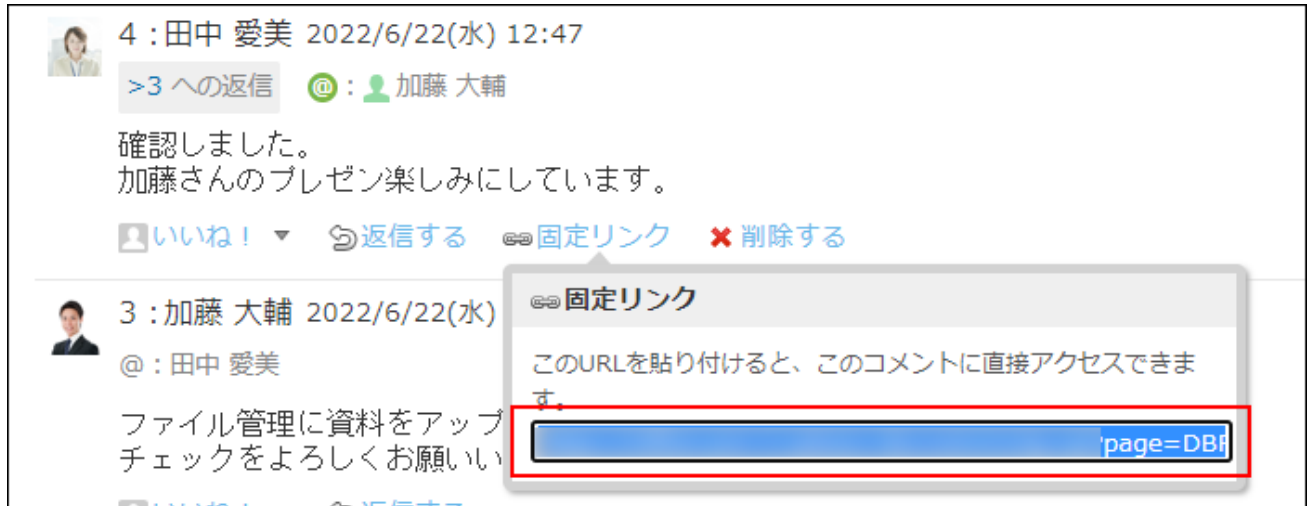 4：田中 愛美 2022/6/22(水) 12:47
>3 への返信 @：加藤 大輔
確認しました。
加藤さんのプレゼン楽しみにしています。
いいね！ ▼ 返信する 固定リンク 削除する
固定リンク
このURLを貼り付けると、このコメントに直接アクセスできま
す。
?page=DBF
3：加藤 大輔 2022/6/22(水)
@：田中 愛美
ファイル管理に資料をアップ
チェックをよろしくお願いい